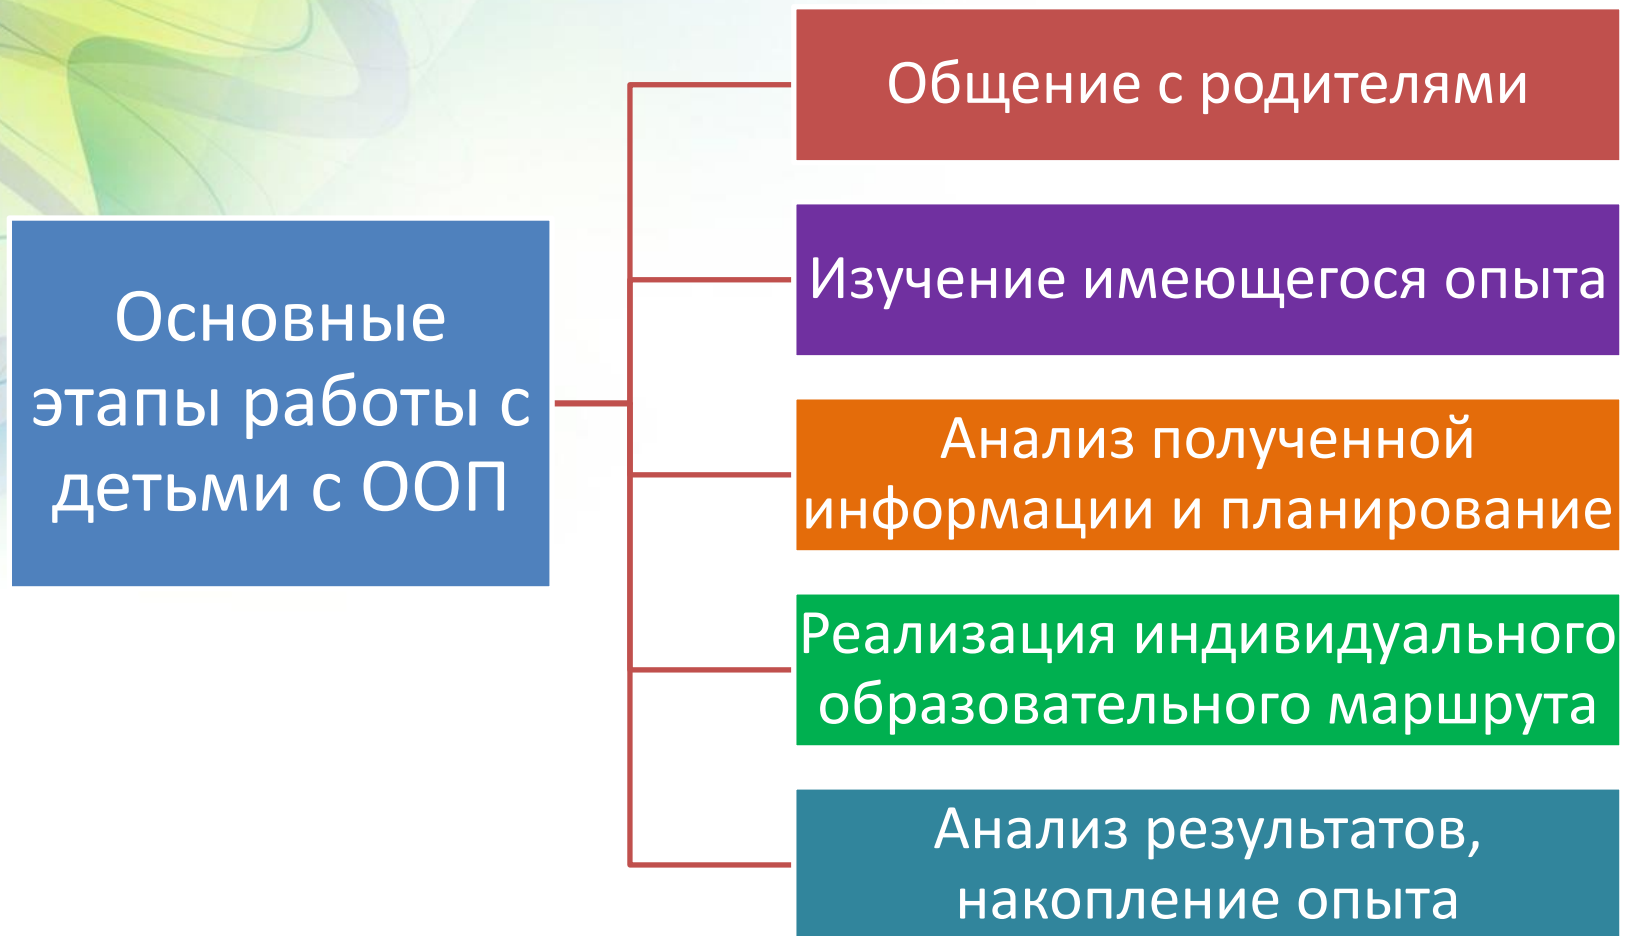 Основные
этапы работы с
детьми с ООП
Общение с родителями
Изучение имеющегося опыта
Анализ полученной
информации и планирование
Реализация индивидуального
образовательного маршрута
Анализ результатов,
накопление опыта